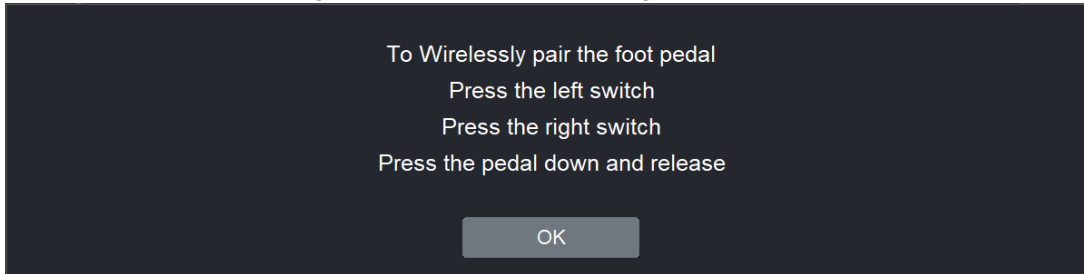 To Wirelessly pair the foot pedal
Press the left switch
Press the right switch
Press the pedal down and release
OK